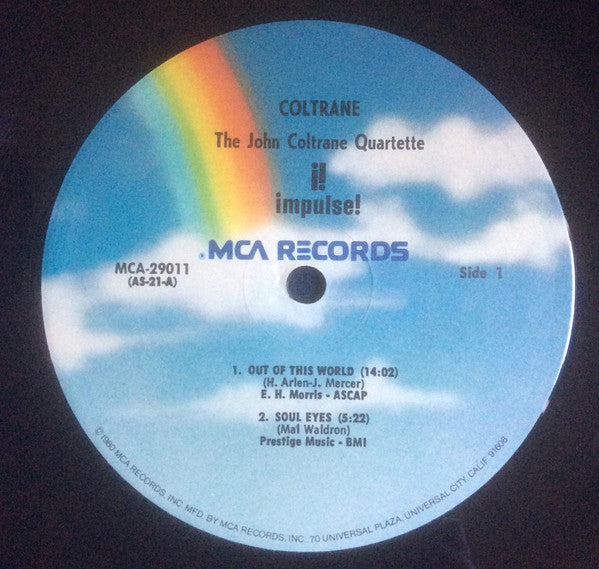 COLTRANE
The John Coltrane Quartette
i!
impulse!
MCA RECORDS
MCA-29011
(AS-21-A)
Side 1
1. OUT OF THIS WORLD (14:02)
(H. Arlen-J. Mercer)
E. H. Morris - ASCAP
2. SOUL EYES (5:22)
(Mal Waldron)
Prestige Music - BMI
©1980 MCA RECORDS, INC. MFD. BY MCA RECORDS, INC. 70 UNIVERSAL PLAZA, UNIVERSAL CITY, CALIF. 91608